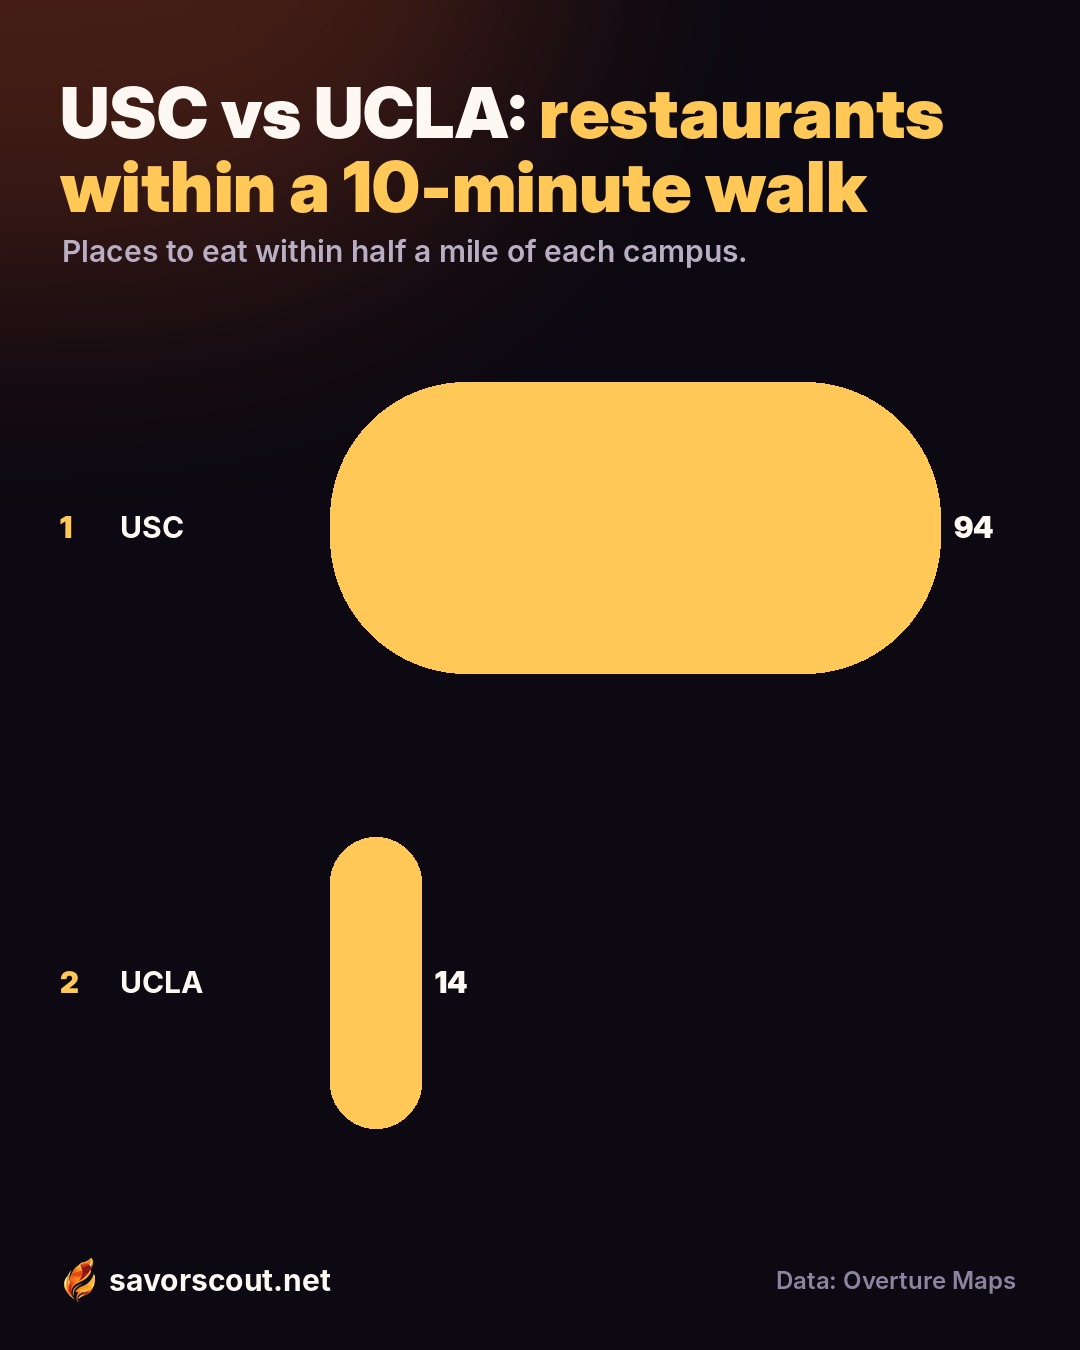 USC vs UCLA: restaurants
within a 10-minute walk
Places to eat within half a mile of each campus.
1 USC 94
2 UCLA 14
savorscout.net
Data: Overture Maps